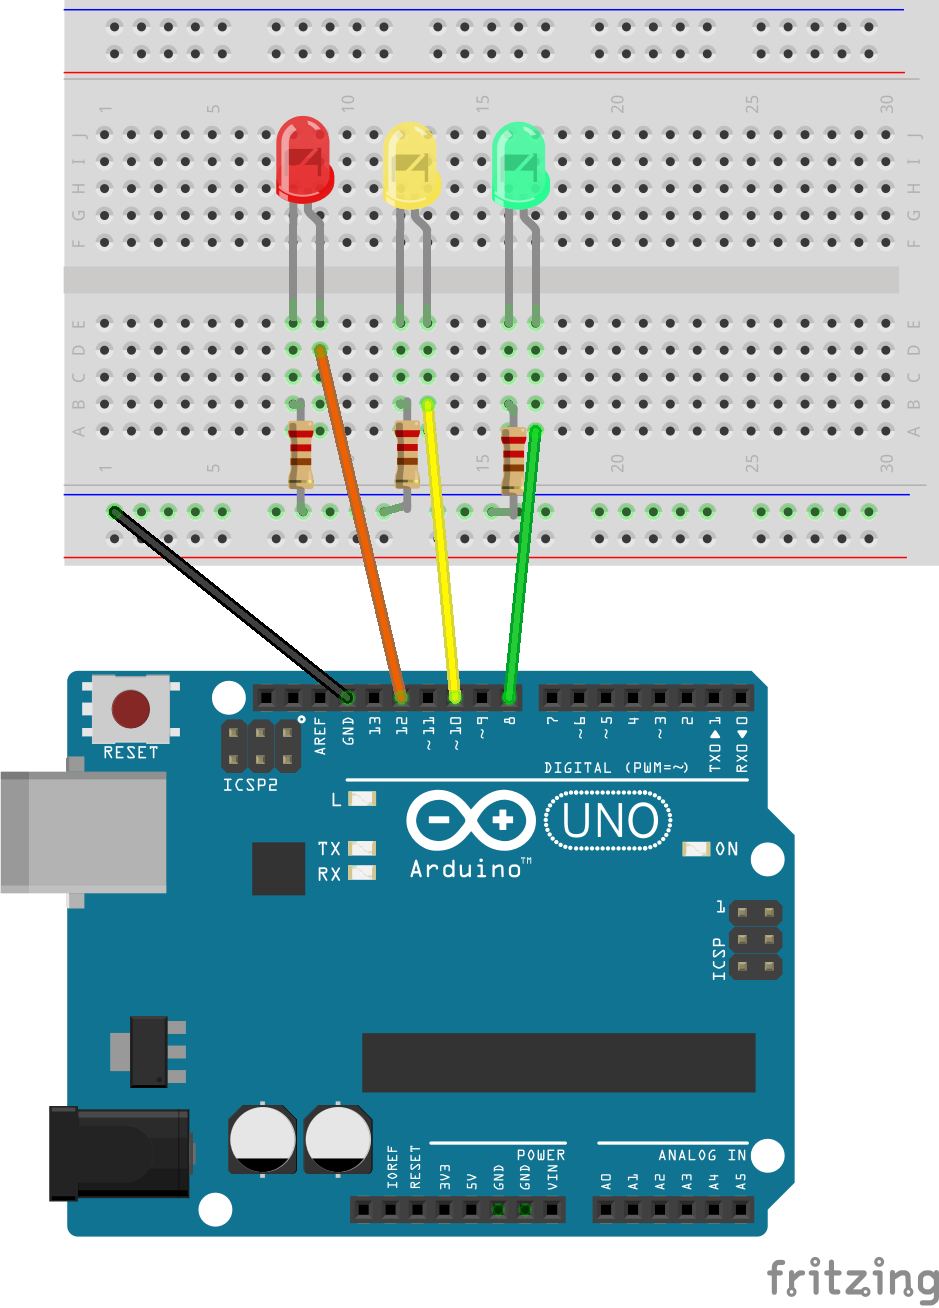 1 5 10 15 20 25 30
J J
I I
H H
G G
F F
E E
D D
C C
B B
A A
1 5 15 20 25 30
RESET
AREF GND 13 12 ~11 ~10 ~9 8 7 ~6 ~5 4 ~3 2 TX0▶1 RX0◀0
ICSP2
DIGITAL (PWM=~)
L
TX
RX
UNO
Arduino™
ON
1
ICSP
POWER
ANALOG IN
IOREF RESET 3V3 5V GND GND VIN A0 A1 A2 A3 A4 A5
fritzing